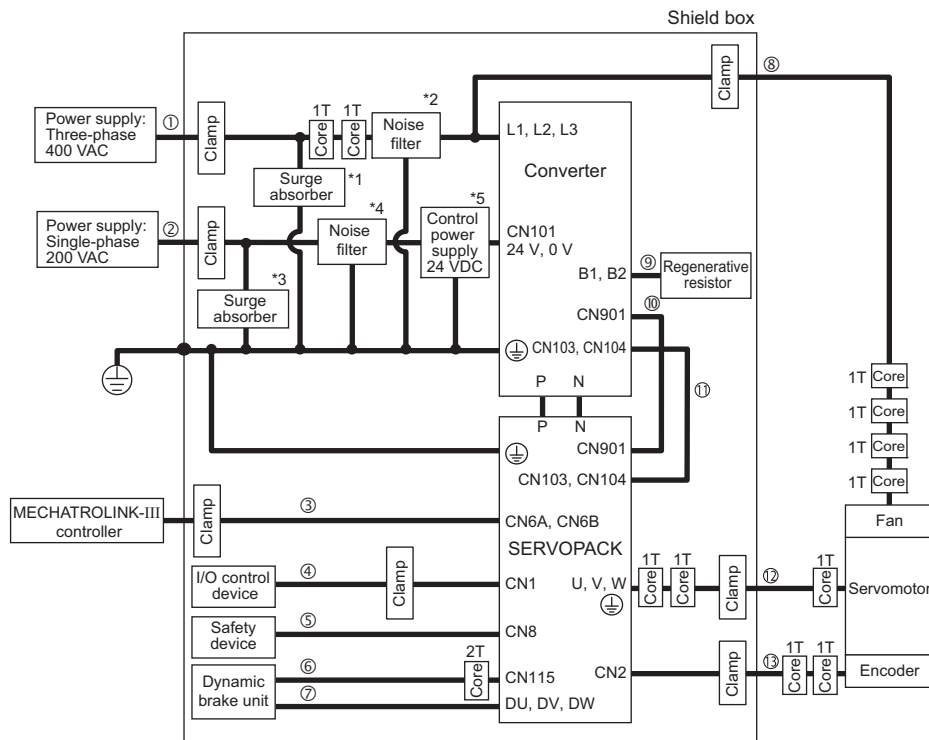 Shield box
Power supply:
Three-phase
400 VAC
①
Clamp
1T
Core
1T
Core
*2
Noise
filter
L1, L2, L3
Converter
Clamp
⑧
Surge
absorber
*1
Power supply:
Single-phase
200 VAC
②
Clamp
*4
Noise
filter
*5
Control
power
supply
24 VDC
CN101
24 V, 0 V
B1, B2
⑨
Regenerative
resistor
*3
Surge
absorber
CN901
⑩
CN103, CN104
⑪
P
N
P
N
CN901
CN103, CN104
1T
Core
1T
Core
1T
Core
1T
Core
MECHATROLINK-III
controller
Clamp
③
CN6A, CN6B
SERVOPACK
Fan
Servomotor
Encoder
I/O control
device
④
Clamp
CN1
U, V, W
1T
Core
1T
Core
Clamp
⑫
1T
Core
Safety
device
⑤
CN8
Dynamic
brake unit
⑥
2T
Core
CN115
⑦
DU, DV, DW
CN2
Clamp
⑬
1T
Core
1T
Core